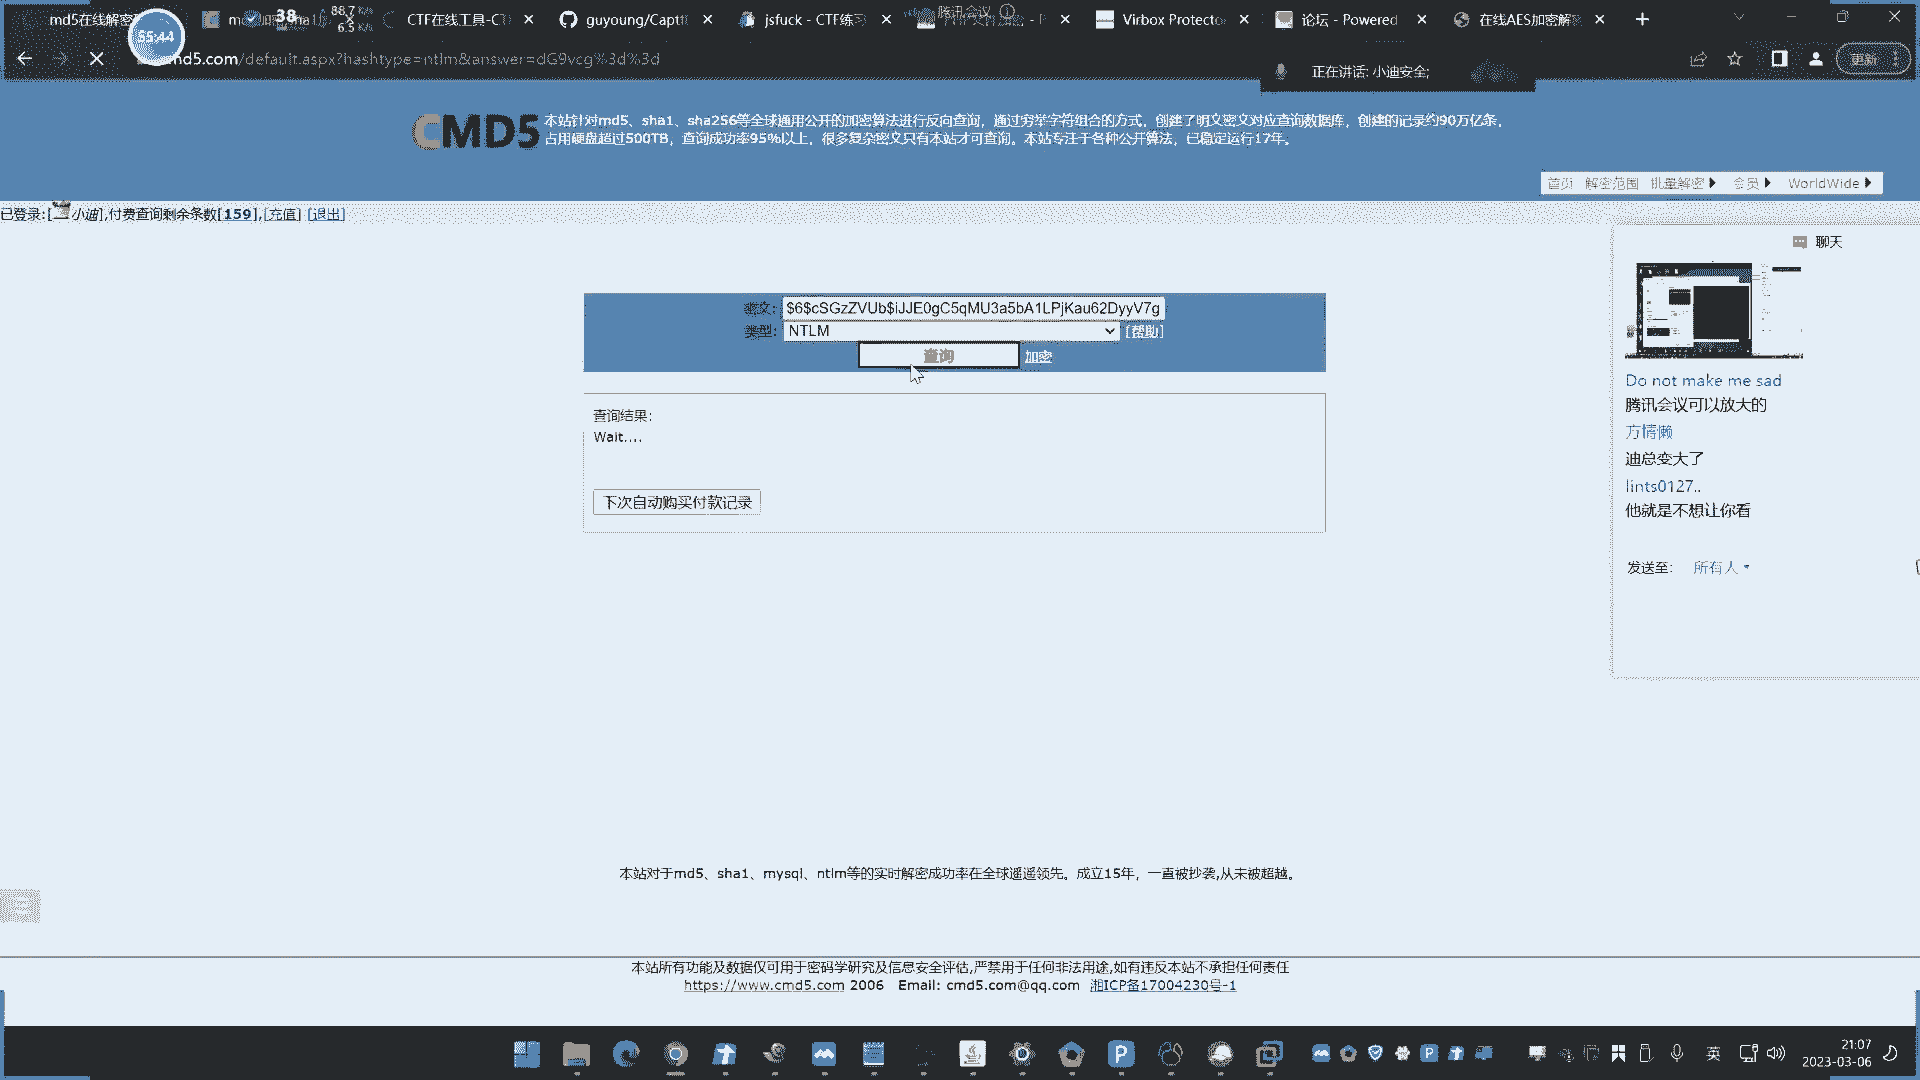 md5在线解密
CTF在线工具-CT
guyoung/Captf
jsfuck - CTF练习
Virbox Protecto
论坛 - Powered
在线AES加密解
腾讯会议
38
88.7 K/s
6.5 K/s
55:44
md5.com/default.aspx?hashtype=ntlm&answer=dG9vcg%3d%3d
更新
正在讲话: 小迪安全;
CMD5
本站针对md5、sha1、sha256等全球通用公开的加密算法进行反向查询，通过穷举字符组合的方式，创建了明文密文对应查询数据库，创建的记录约90万亿条，
占用硬盘超过500TB，查询成功率95%以上，很多复杂密文只有本站才可查询。本站专注于各种公开算法，已稳定运行17年。
首页 解密范围 批量解密 会员 WorldWide
已登录:[小迪],付费查询剩余条数[159],[充值] [退出]
聊天
密文: $6$cSGzZVUb$iJJE0gC5qMU3a5bA1LPjKau62DyyV7g
类型: NTLM [帮助]
查询 加密
查询结果:
Wait....
下次自动购买付款记录
Do not make me sad
腾讯会议可以放大的
方情懒
迪总变大了
lints0127..
他就是不想让你看
发送至: 所有人
本站对于md5、sha1、mysql、ntlm等的实时解密成功率在全球遥遥领先。成立15年，一直被抄袭,从未被超越。
本站所有功能及数据仅可用于密码学研究及信息安全评估,严禁用于任何非法用途,如有违反本站不承担任何责任
https://www.cmd5.com 2006 Email: cmd5.com@qq.com 湘ICP备17004230号-1
英
21:07
2023-03-06